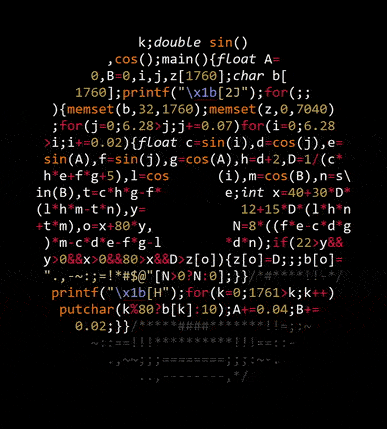 k;double sin()
,cos();main(){float A=
0,B=0,i,j,z[1760];char b[
1760];printf("\x1b[2J");for(;;
){memset(b,32,1760);memset(z,0,7040)
;for(j=0;6.28>j;j+=0.07)for(i=0;6.28
>i;i+=0.02){float c=sin(i),d=cos(j),e=
sin(A),f=sin(j),g=cos(A),h=d+2,D=1/(c*
h*e+f*g+5),l=cos (i),m=cos(B),n=s\
in(B),t=c*h*g-f* e;int x=40+30*D*
(l*h*m-t*n),y= 12+15*D*(l*h*n
+t*m),o=x+80*y, N=8*((f*e-c*d*g
)*m-c*d*e-f*g-l *d*n);if(22>y&&
y>0&&x>0&&80>x&&D>z[o]){z[o]=D;;;b[o]=
".,-~:;=!*#$@"[N>0?N:0];}}/*#****!!-*/
printf("\x1b[H");for(k=0;1761>k;k++)
putchar(k%80?b[k]:10);A+=0.04;B+=
0.02;}}/*****####*******!!=;:~
~::==!!!**********!!!==::-
.,~~;;;========;;;:~-.
..,--------,*/